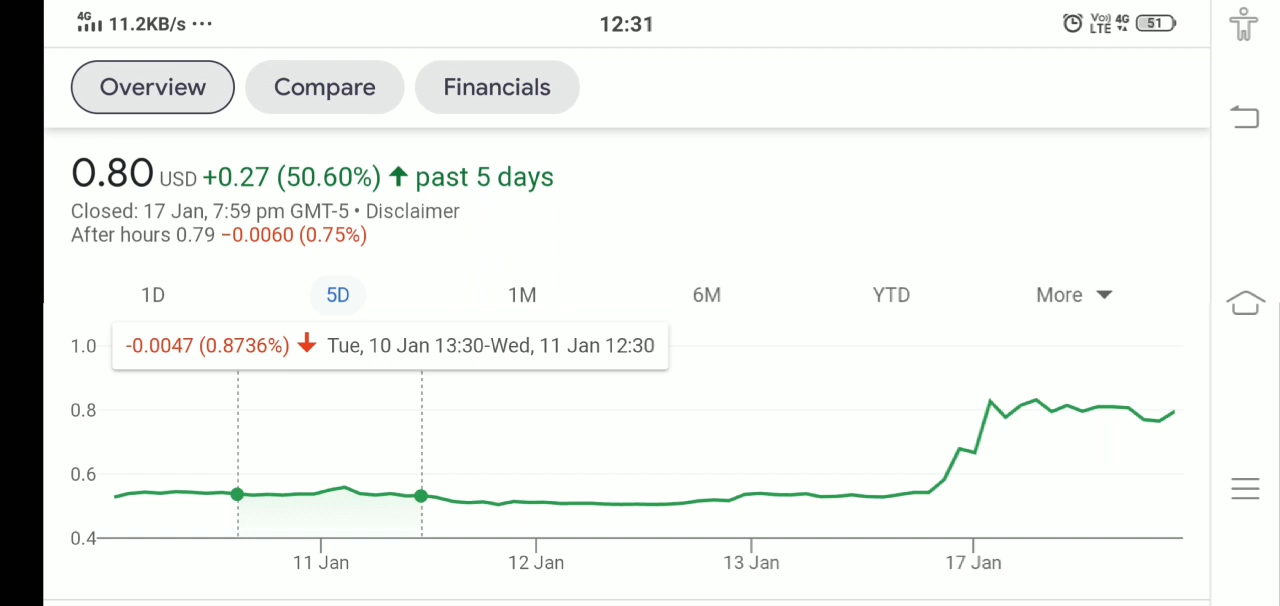 4G 11.2KB/s ··· 12:31 Vo) LTE 4G 51
Overview Compare Financials
0.80 USD +0.27 (50.60%) ↑ past 5 days
Closed: 17 Jan, 7:59 pm GMT-5 • Disclaimer
After hours 0.79 −0.0060 (0.75%)
1D 5D 1M 6M YTD More
-0.0047 (0.8736%) ↓ Tue, 10 Jan 13:30-Wed, 11 Jan 12:30
1.0
0.8
0.6
0.4
11 Jan 12 Jan 13 Jan 17 Jan